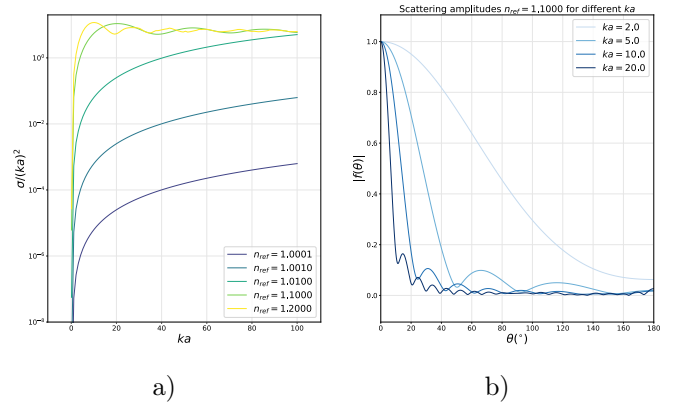 Scattering amplitudes n_ref = 1,1000 for different ka
10⁰
10⁻²
10⁻⁴
10⁻⁶
10⁻⁸
σ/(ka)²
n_ref = 1.0001
n_ref = 1.0010
n_ref = 1.0100
n_ref = 1,1000
n_ref = 1.2000
0 20 40 60 80 100
ka
1.0
0.8
0.6
0.4
0.2
0.0
|f(θ)|
ka = 2.0
ka = 5.0
ka = 10.0
ka = 20.0
0 20 40 60 80 100 120 140 160 180
θ(°)
a) b)